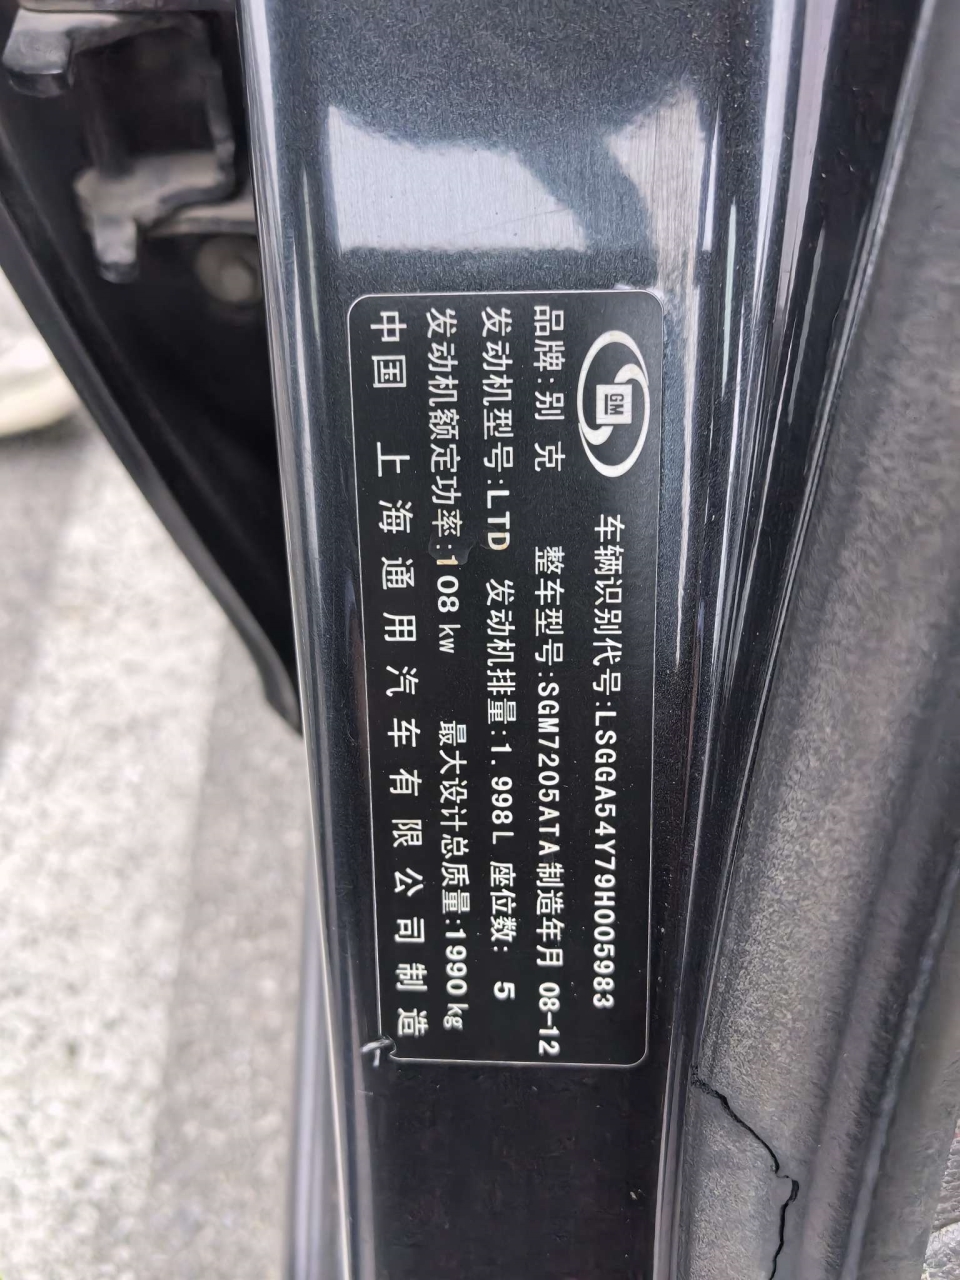 GM
车辆识别代号:LSGGA54Y79H005983
品牌:别 克 整车型号:SGM7205ATA 制造年月 08-12
发动机型号:LTD 发动机排量:1.998L 座位数: 5
发动机额定功率:108 kw 最大设计总质量:1990 kg
中国 上海通用汽车有限公司制造